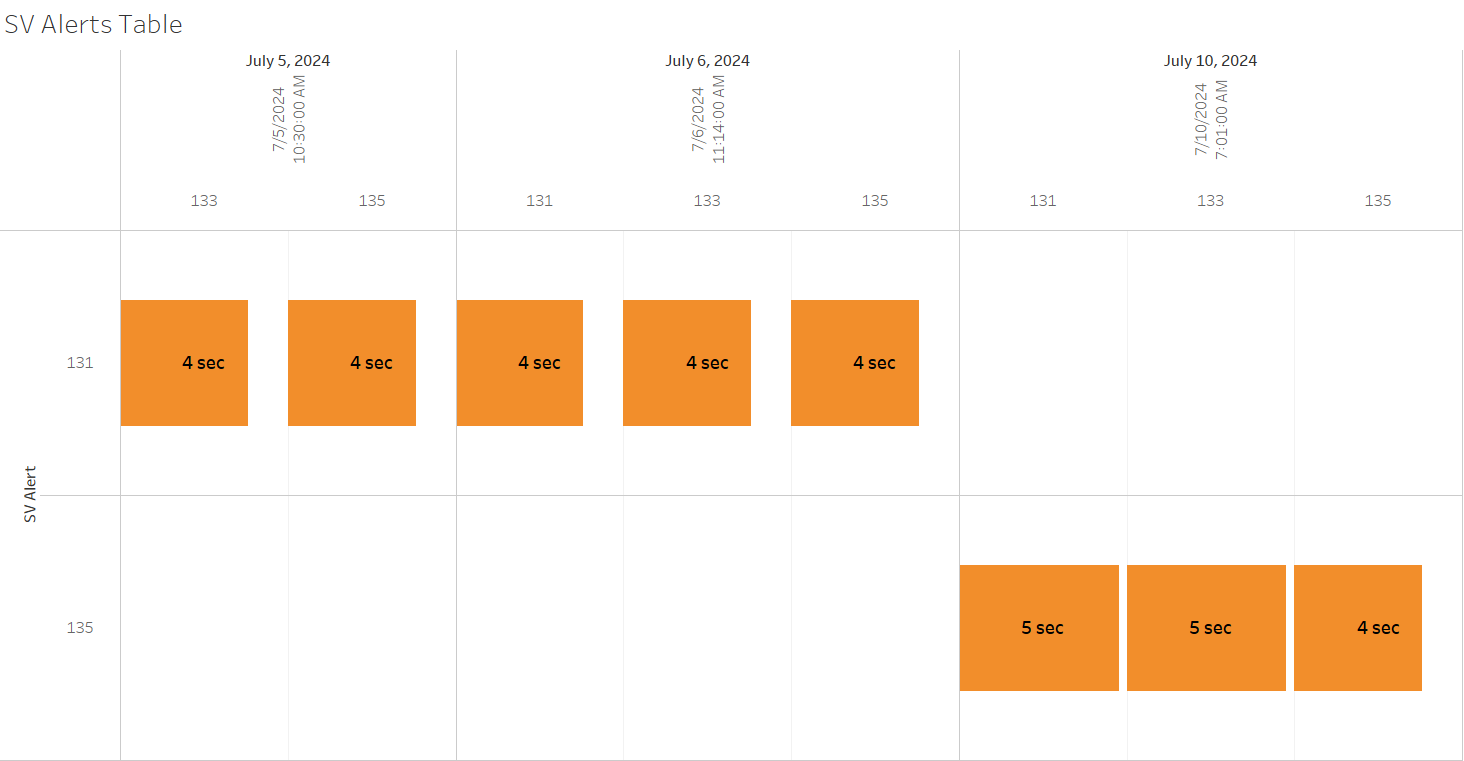 SV Alerts Table
July 5, 2024
July 6, 2024
July 10, 2024
7/5/2024
10:30:00 AM
7/6/2024
11:14:00 AM
7/10/2024
7:01:00 AM
133 135 131 133 135 131 133 135
SV Alert
131
4 sec 4 sec 4 sec 4 sec 4 sec
135
5 sec 5 sec 4 sec